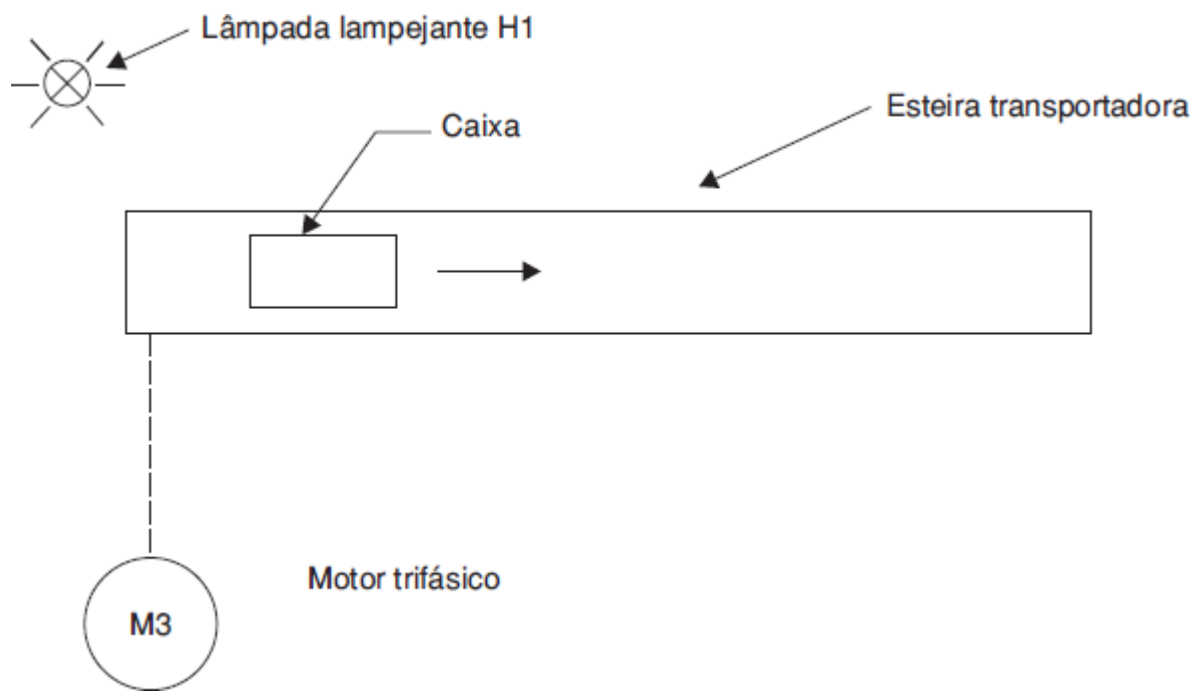 Lâmpada lampejante H1
Caixa
Esteira transportadora
Motor trifásico
M3